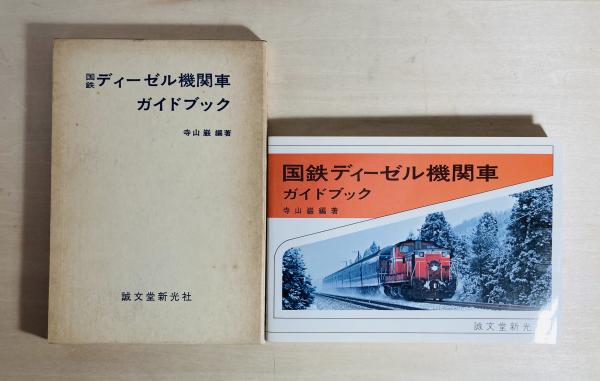 国鉄ディーゼル機関車
ガイドブック
寺山 巌 編著
誠文堂新光社
国鉄ディーゼル機関車
ガイドブック
寺山 巌 編著
誠文堂新光